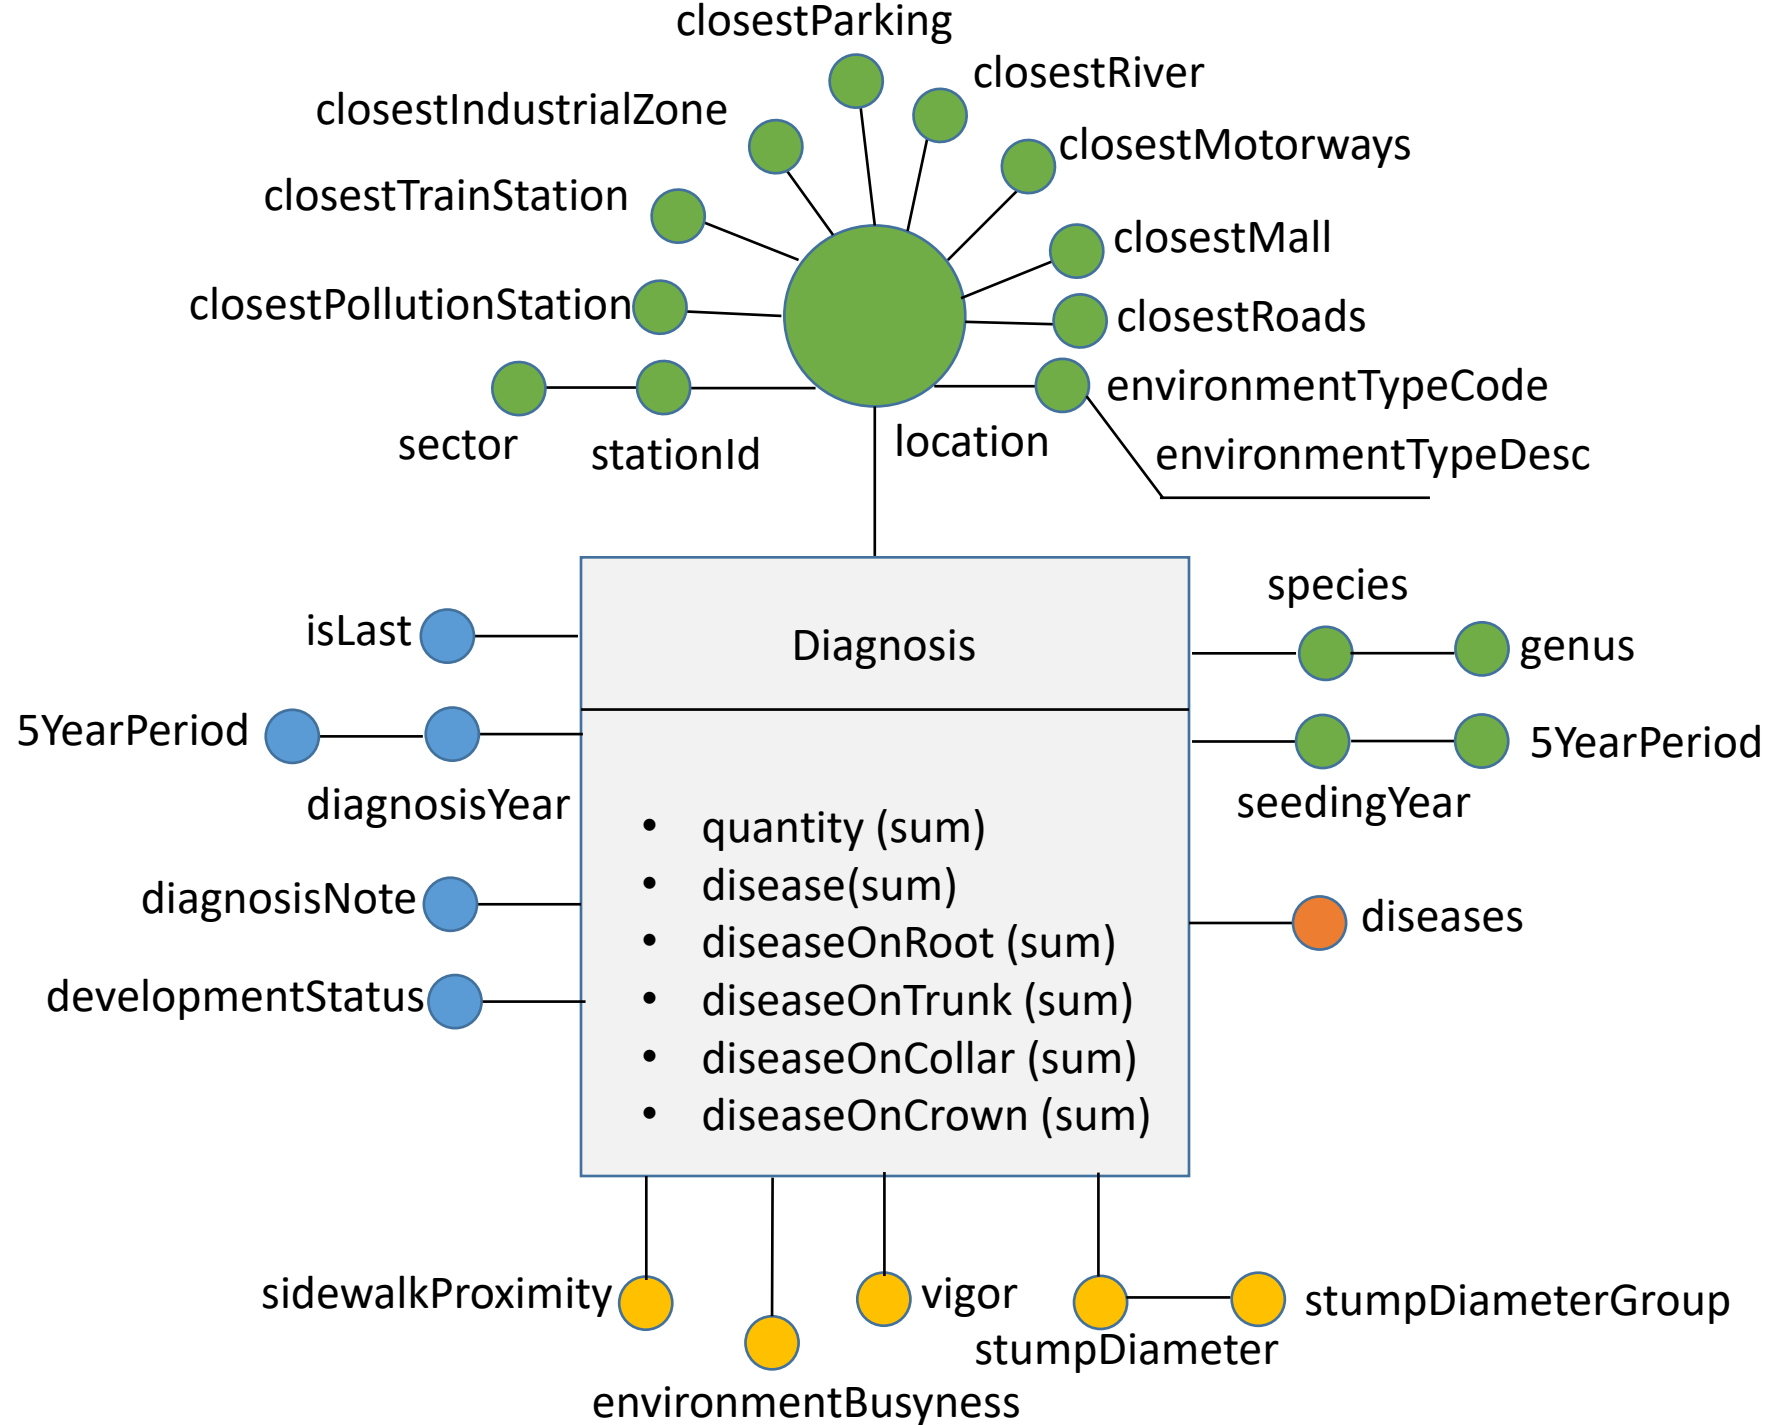 closestParking
closestRiver
closestIndustrialZone
closestMotorways
closestTrainStation
closestMall
closestPollutionStation
closestRoads
environmentTypeCode
sector
stationId
location
environmentTypeDesc
species
isLast
Diagnosis
genus
5YearPeriod
5YearPeriod
diagnosisYear
seedingYear
• quantity (sum)
• disease(sum)
• diseaseOnRoot (sum)
• diseaseOnTrunk (sum)
• diseaseOnCollar (sum)
• diseaseOnCrown (sum)
diagnosisNote
diseases
developmentStatus
sidewalkProximity
vigor
stumpDiameterGroup
stumpDiameter
environmentBusyness